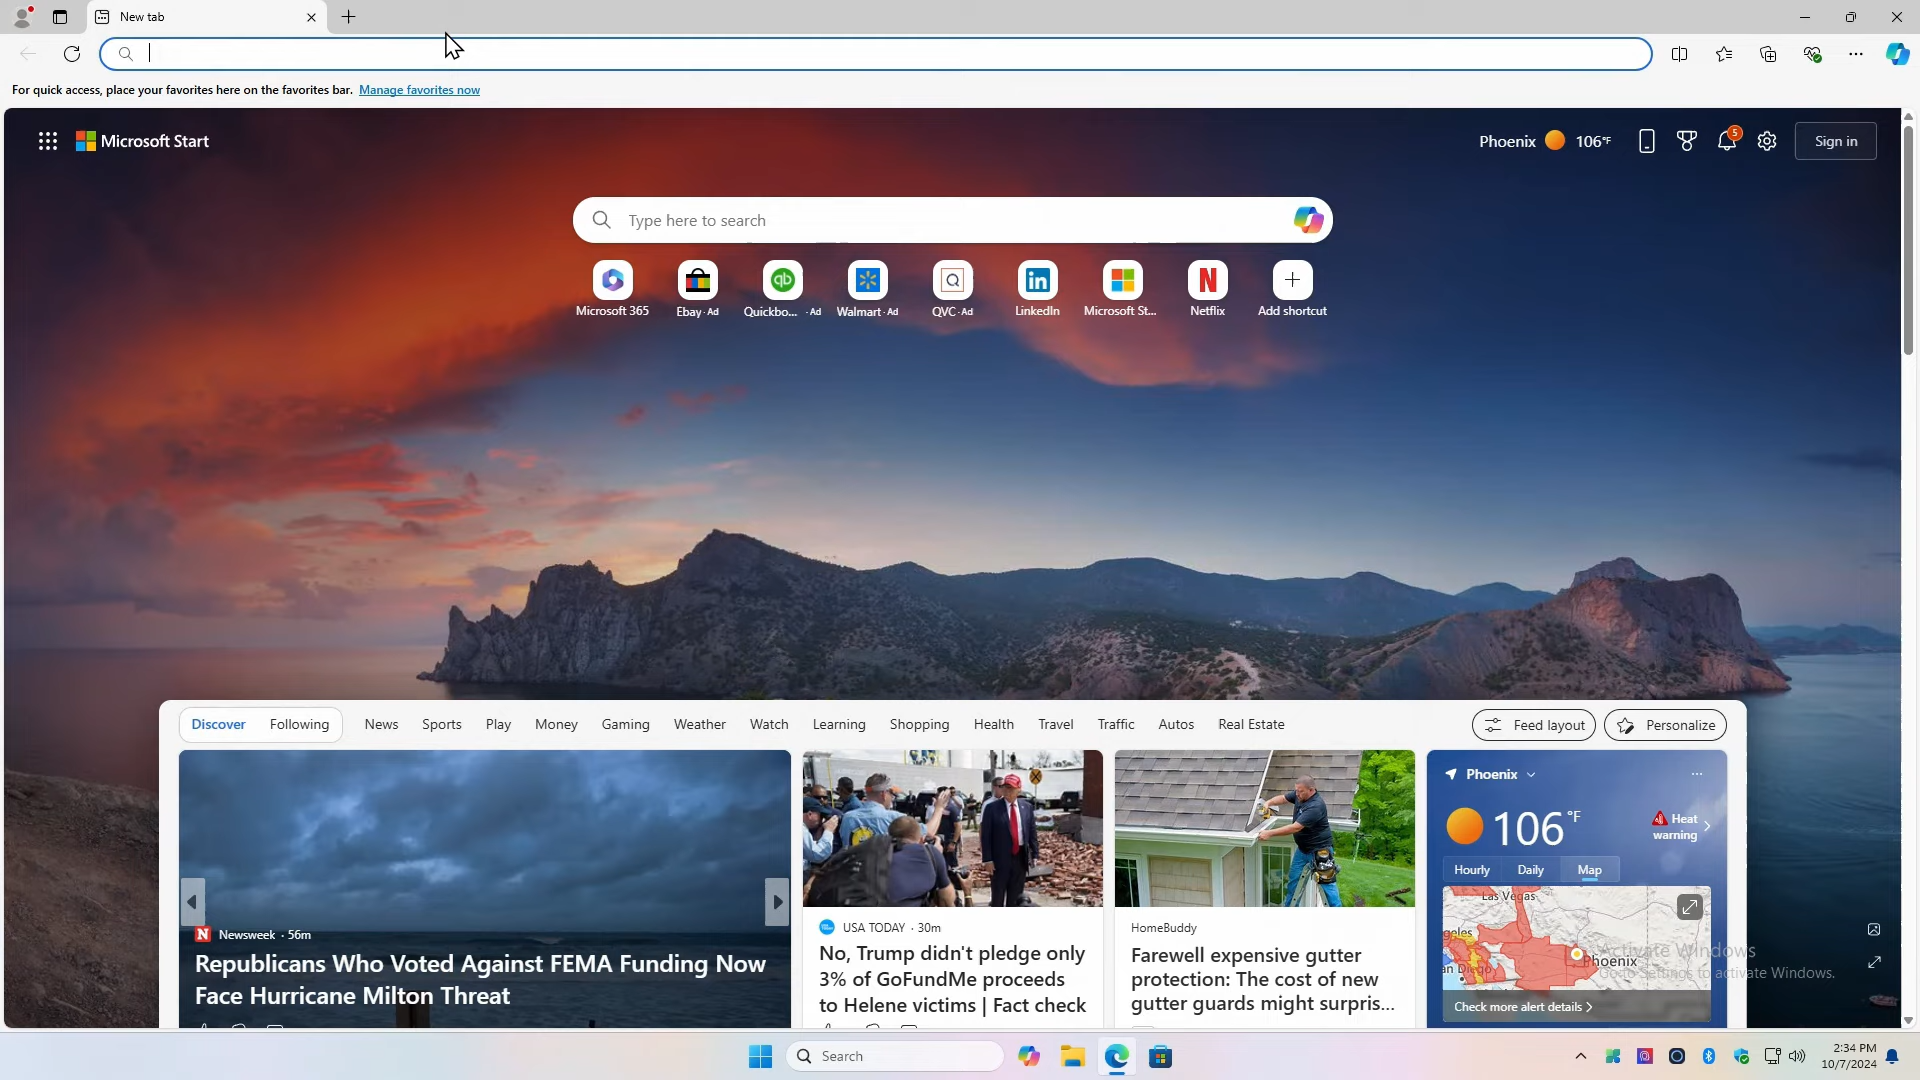 New tab
For quick access, place your favorites here on the favorites bar. Manage favorites now
Microsoft Start
Phoenix 106°F
5
Sign in
Type here to search
Microsoft 365
Ebay · Ad
Quickbo... · Ad
Walmart · Ad
QVC · Ad
LinkedIn
Microsoft St...
Netflix
Add shortcut
Discover Following News Sports Play Money Gaming Weather Watch Learning Shopping Health Travel Traffic Autos Real Estate
Feed layout
Personalize
Newsweek · 56m
Republicans Who Voted Against FEMA Funding Now
Face Hurricane Milton Threat
USA TODAY · 30m
No, Trump didn't pledge only
3% of GoFundMe proceeds
to Helene victims | Fact check
HomeBuddy
Farewell expensive gutter
protection: The cost of new
gutter guards might surpris...
Phoenix
106°F
Heat
warning
Hourly Daily Map
Las Vegas
geles
an Diego
Phoenix
Check more alert details
Activate Windows
Go to Settings to activate Windows.
Search
2:34 PM
10/7/2024